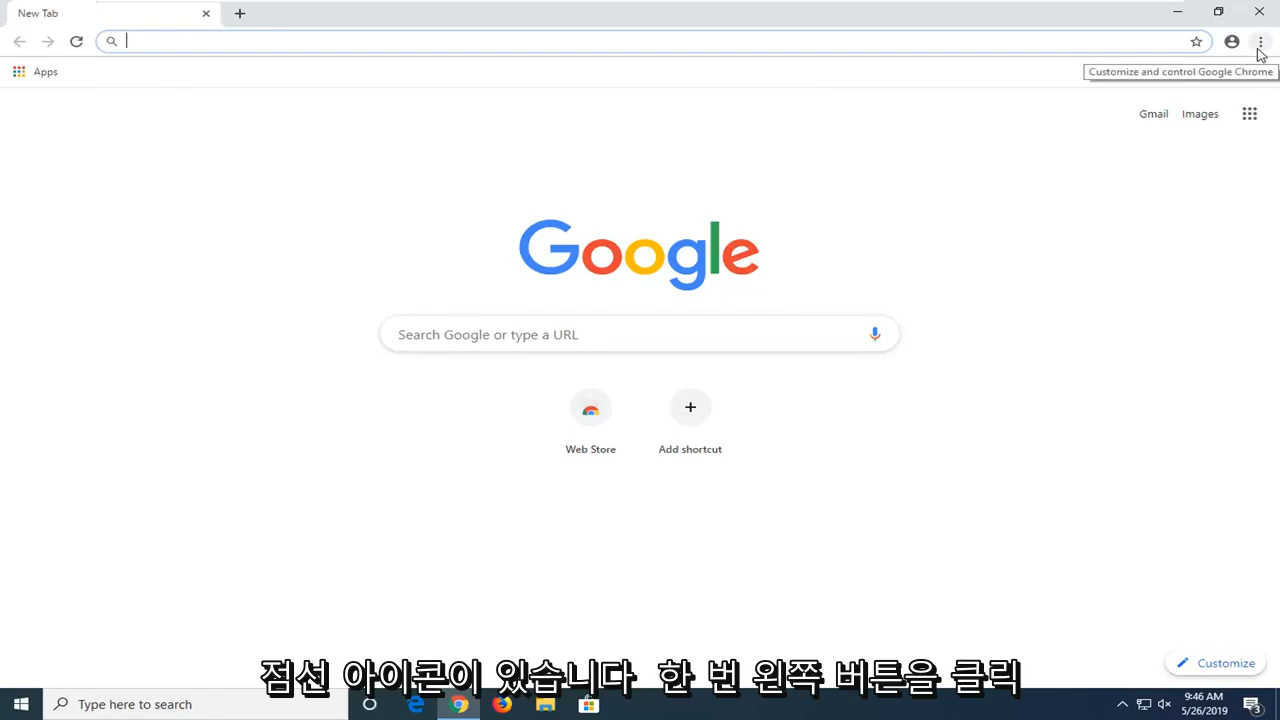 New Tab
Apps
Customize and control Google Chrome
Gmail Images
Google
Search Google or type a URL
Web Store Add shortcut
점선 아이콘이 있습니다 한 번 왼쪽 버튼을 클릭
Customize
Type here to search
9:46 AM
5/26/2019
3